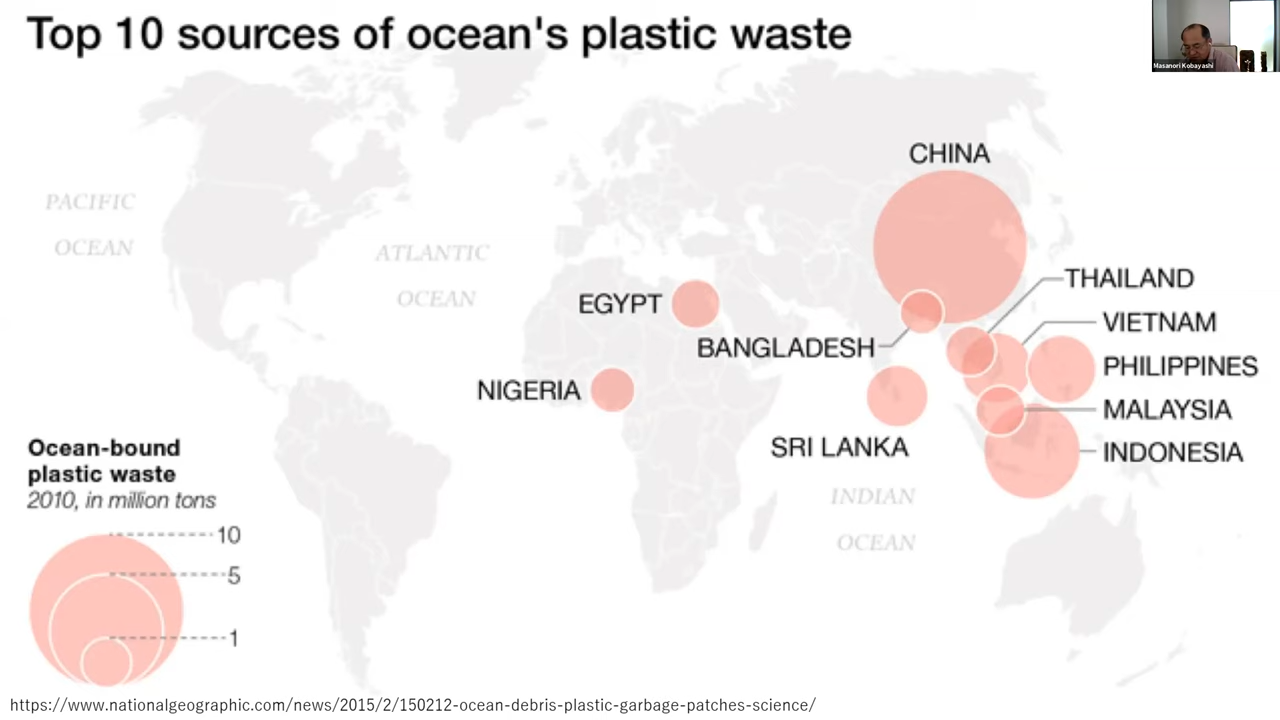 Top 10 sources of ocean's plastic waste
Masanori Kobayashi
CHINA
PACIFIC
OCEAN
ATLANTIC
OCEAN
THAILAND
EGYPT
VIETNAM
BANGLADESH
PHILIPPINES
NIGERIA
MALAYSIA
SRI LANKA
INDONESIA
INDIAN
OCEAN
Ocean-bound
plastic waste
2010, in million tons
10
5
1
https://www.nationalgeographic.com/news/2015/2/150212-ocean-debris-plastic-garbage-patches-science/